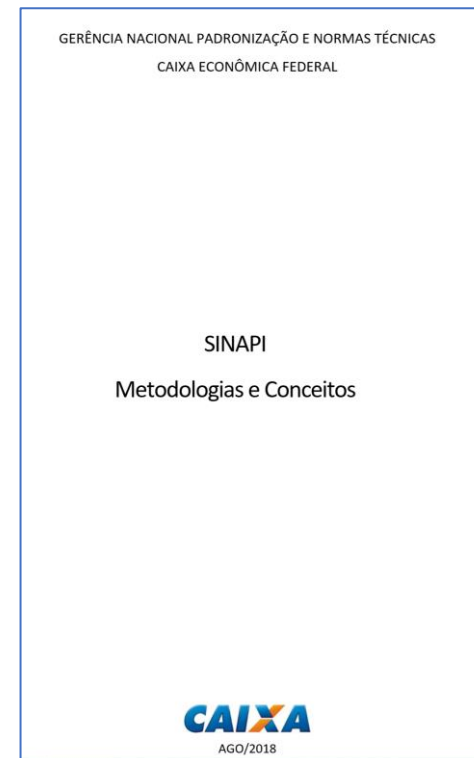 GERÊNCIA NACIONAL PADRONIZAÇÃO E NORMAS TÉCNICAS
CAIXA ECONÔMICA FEDERAL
SINAPI
Metodologias e Conceitos
CAIXA
AGO/2018